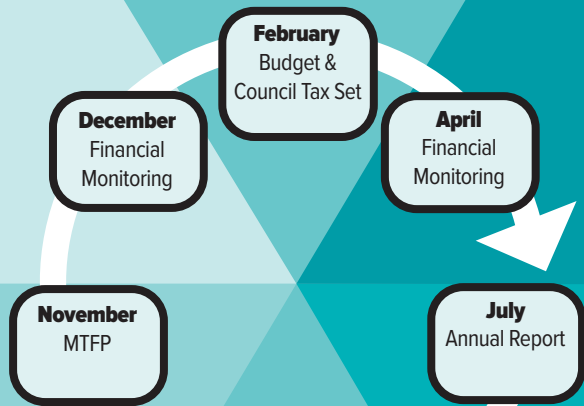 February
Budget &
Council Tax Set
December
Financial
Monitoring
April
Financial
Monitoring
November
MTFP
July
Annual Report